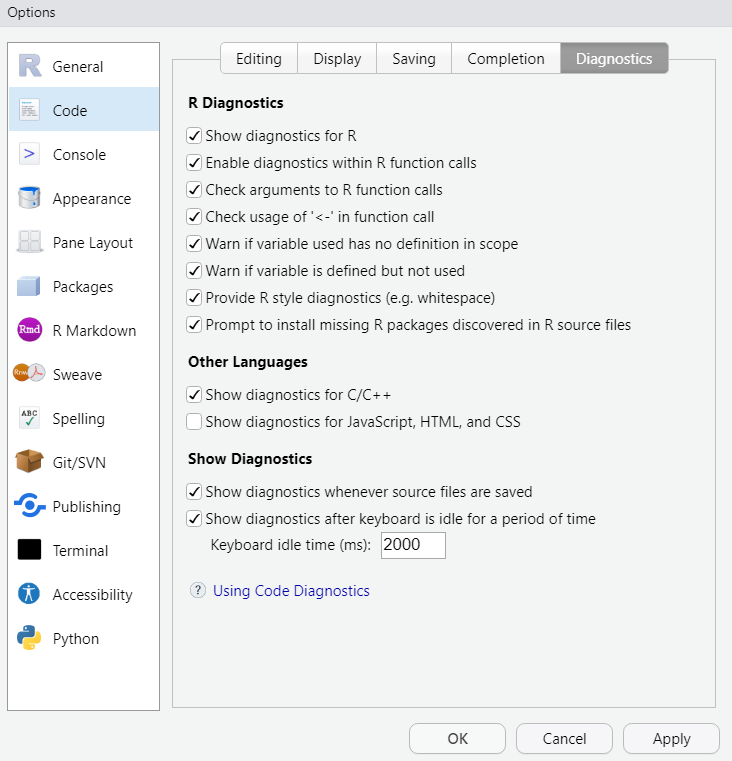 Options
General
Code
Console
Appearance
Pane Layout
Packages
Rmd R Markdown
Rnw Sweave
ABC Spelling
Git/SVN
Publishing
Terminal
Accessibility
Python
Editing Display Saving Completion Diagnostics
R Diagnostics
Show diagnostics for R
Enable diagnostics within R function calls
Check arguments to R function calls
Check usage of '<-' in function call
Warn if variable used has no definition in scope
Warn if variable is defined but not used
Provide R style diagnostics (e.g. whitespace)
Prompt to install missing R packages discovered in R source files
Other Languages
Show diagnostics for C/C++
Show diagnostics for JavaScript, HTML, and CSS
Show Diagnostics
Show diagnostics whenever source files are saved
Show diagnostics after keyboard is idle for a period of time
Keyboard idle time (ms): 2000
? Using Code Diagnostics
OK Cancel Apply